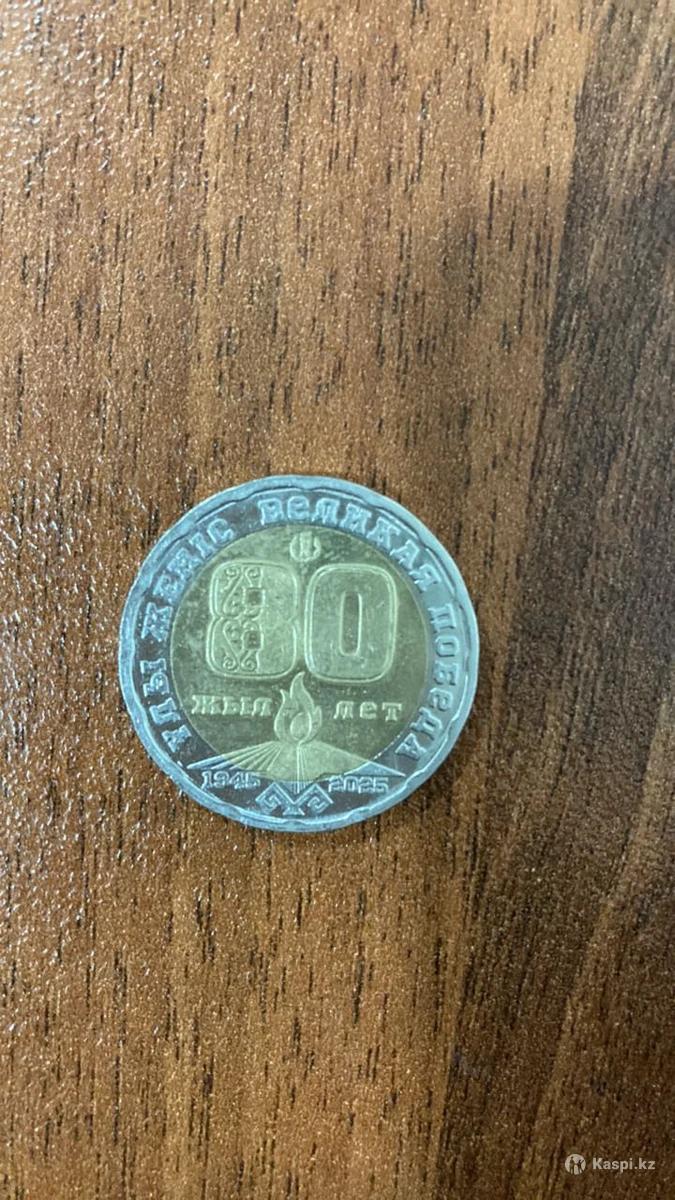 ҰЛЫ ЖЕҢІС ВЕЛИКАЯ ПОБЕДА
80
ЖЫЛ ЛЕТ
1945 2025
Kaspi.kz